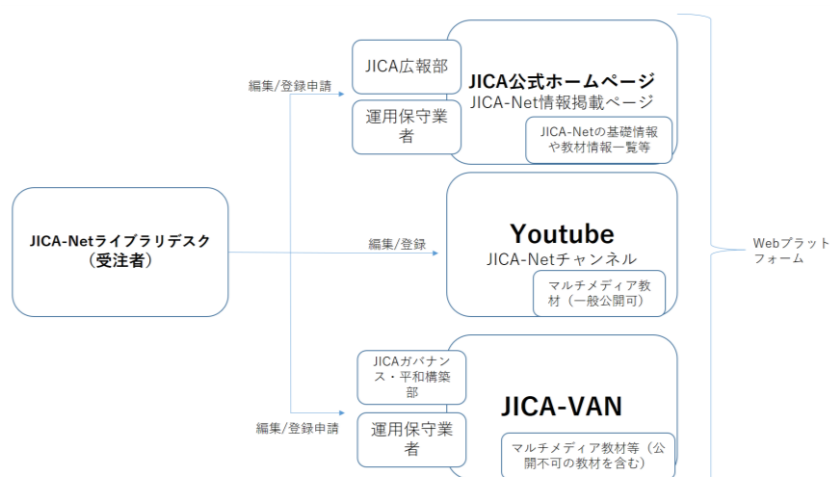 JICA広報部
編集/登録申請
運用保守業
者
JICA公式ホームページ
JICA-Net情報掲載ページ
JICA-Netの基礎情報
や教材情報一覧等
JICA-Netライブラリデスク
（受注者）
編集/登録
Youtube
JICA-Netチャンネル
マルチメディア教
材（一般公開可）
Webプラット
フォーム
JICAガバナン
ス・平和構築
部
編集/登録申請
運用保守業
者
JICA-VAN
マルチメディア教材等（公
開不可の教材を含む）